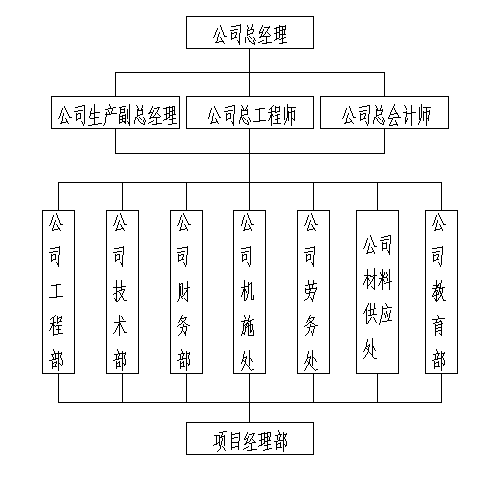 公司总经理
公司生产副总经理
公司总工程师
公司总会计师
公司工程部
公司技术部
公司财务部
公司机施处
公司劳务处
公司
材料
供应
处
公司教育部
项目经理部